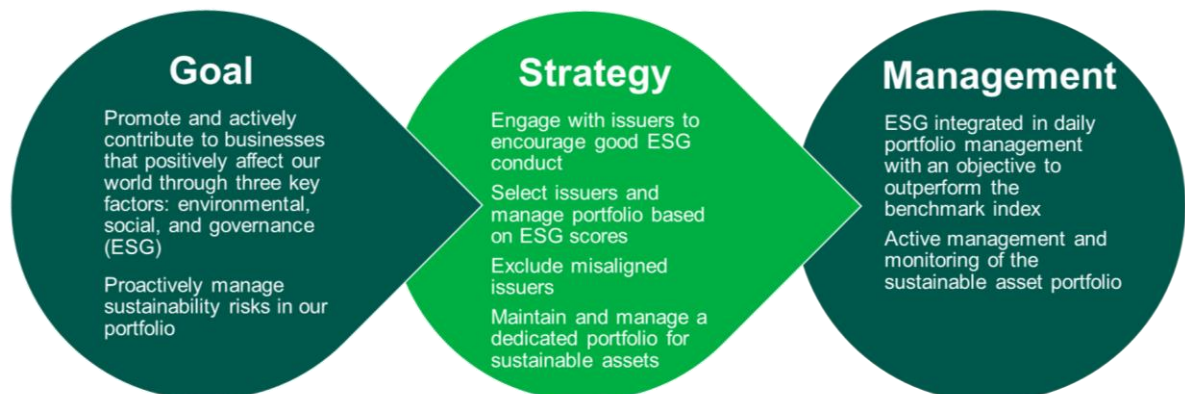 Goal
Promote and actively
contribute to businesses
that positively affect our
world through three key
factors: environmental,
social, and governance
(ESG)
Proactively manage
sustainability risks in our
portfolio
Strategy
Engage with issuers to
encourage good ESG
conduct
Select issuers and
manage portfolio based
on ESG scores
Exclude misaligned
issuers
Maintain and manage a
dedicated portfolio for
sustainable assets
Management
ESG integrated in daily
portfolio management
with an objective to
outperform the
benchmark index
Active management and
monitoring of the
sustainable asset portfolio